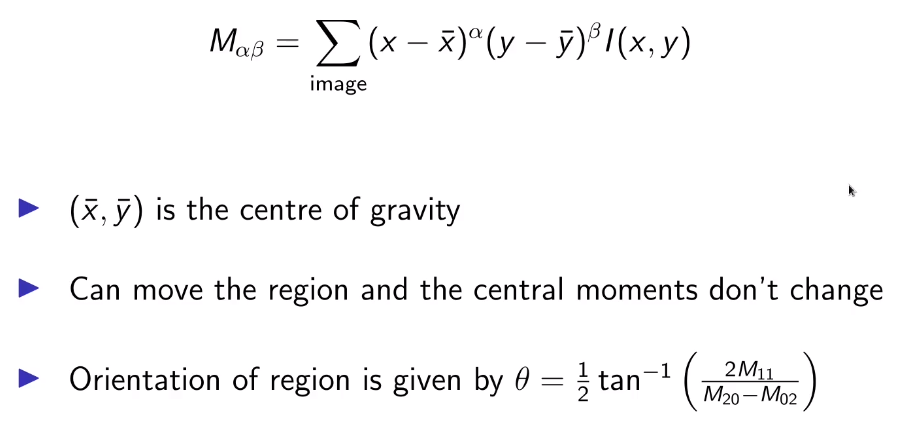 M_{αβ} = ∑_{image} (x − x̄)^α (y − ȳ)^β I(x, y)
▶ (x̄, ȳ) is the centre of gravity
▶ Can move the region and the central moments don't change
▶ Orientation of region is given by θ = ½ tan⁻¹ (2M₁₁ / (M₂₀−M₀₂))